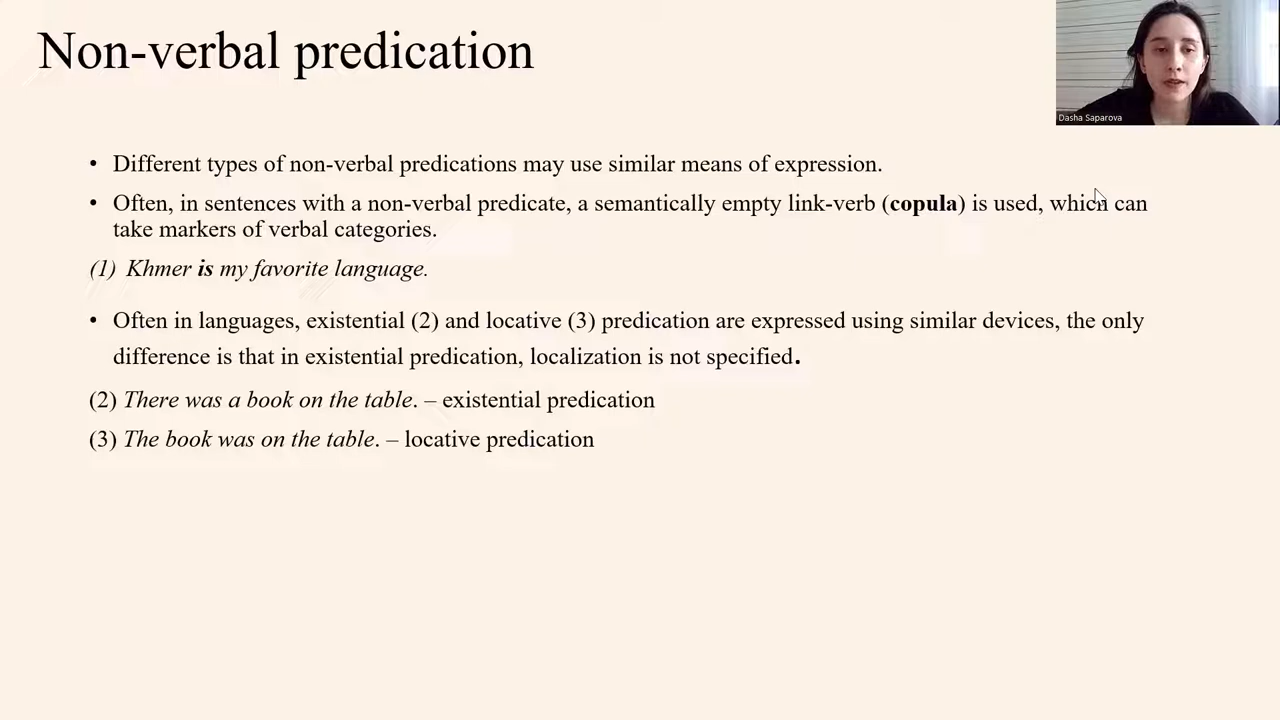 Non-verbal predication
Dasha Saparova
• Different types of non-verbal predications may use similar means of expression.
• Often, in sentences with a non-verbal predicate, a semantically empty link-verb (copula) is used, which can
take markers of verbal categories.
(1) Khmer is my favorite language.
• Often in languages, existential (2) and locative (3) predication are expressed using similar devices, the only
difference is that in existential predication, localization is not specified.
(2) There was a book on the table. – existential predication
(3) The book was on the table. – locative predication